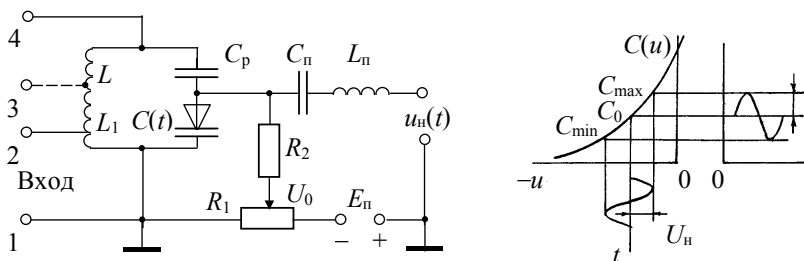 4
3
2
Вход
1
L
L₁
C(t)
Cр
Cп
Lп
uн(t)
R₂
R₁
U₀
Eп
–
+
C(u)
Cmax
C₀
Cmin
–u
0
0
Uн
t